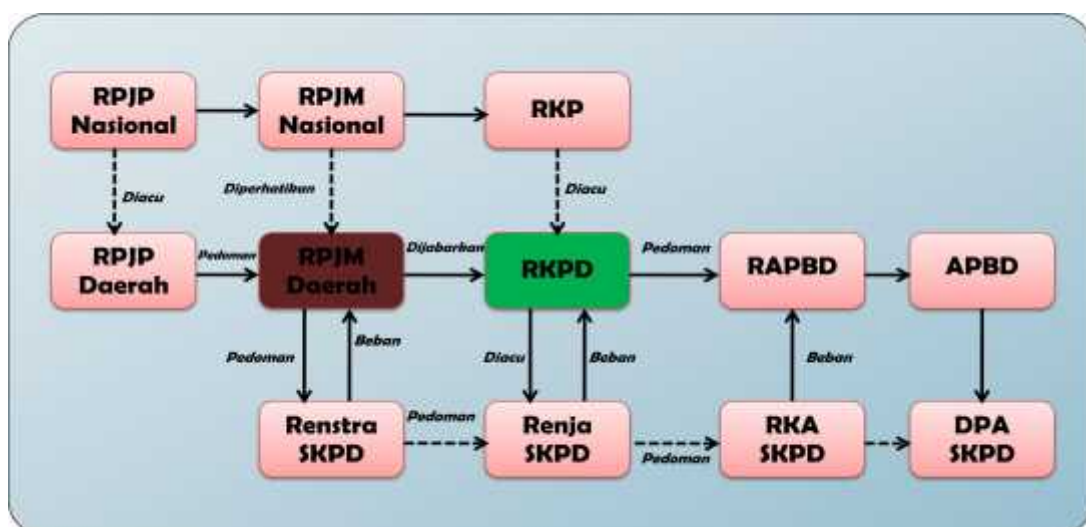 RPJP
Nasional
RPJM
Nasional
RKP
Diacu
Diperhatikan
Diacu
RPJP
Daerah
Pedoman
RPJM
Daerah
Dijabarkan
RKPD
Pedoman
RAPBD
APBD
Pedoman
Beban
Diacu
Beban
Beban
Renstra
SKPD
Pedoman
Renja
SKPD
Pedoman
RKA
SKPD
DPA
SKPD